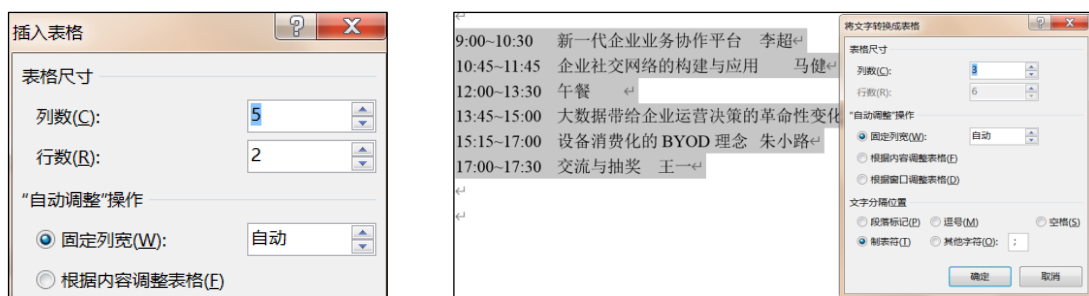 插入表格
表格尺寸
列数(C): 5
行数(R): 2
“自动调整”操作
固定列宽(W): 自动
根据内容调整表格(F)
9:00~10:30 新一代企业业务协作平台 李超
10:45~11:45 企业社交网络的构建与应用 马健
12:00~13:30 午餐
13:45~15:00 大数据带给企业运营决策的革命性变化
15:15~17:00 设备消费化的 BYOD 理念 朱小路
17:00~17:30 交流与抽奖 王一
将文字转换成表格
表格尺寸
列数(C): 3
行数(R): 6
“自动调整”操作
固定列宽(W): 自动
根据内容调整表格(F)
根据窗口调整表格(D)
文字分隔位置
段落标记(P) 逗号(M) 空格(S)
制表符(T) 其他字符(O): ;
确定 取消